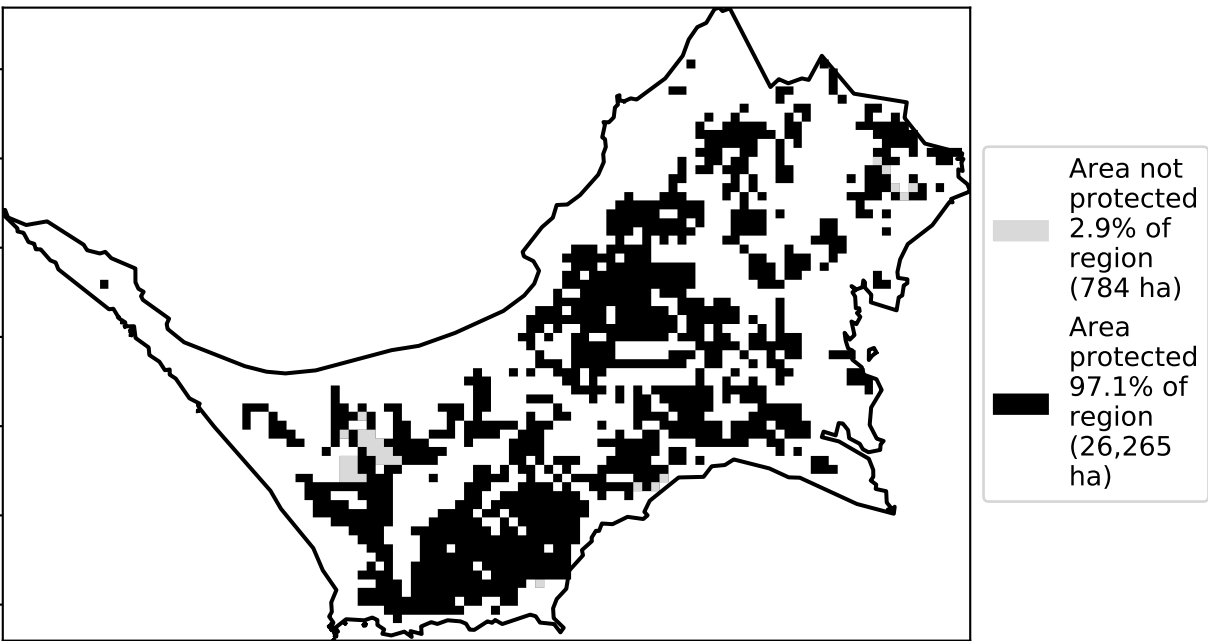 Area not
protected
2.9% of
region
(784 ha)
Area
protected
97.1% of
region
(26,265
ha)